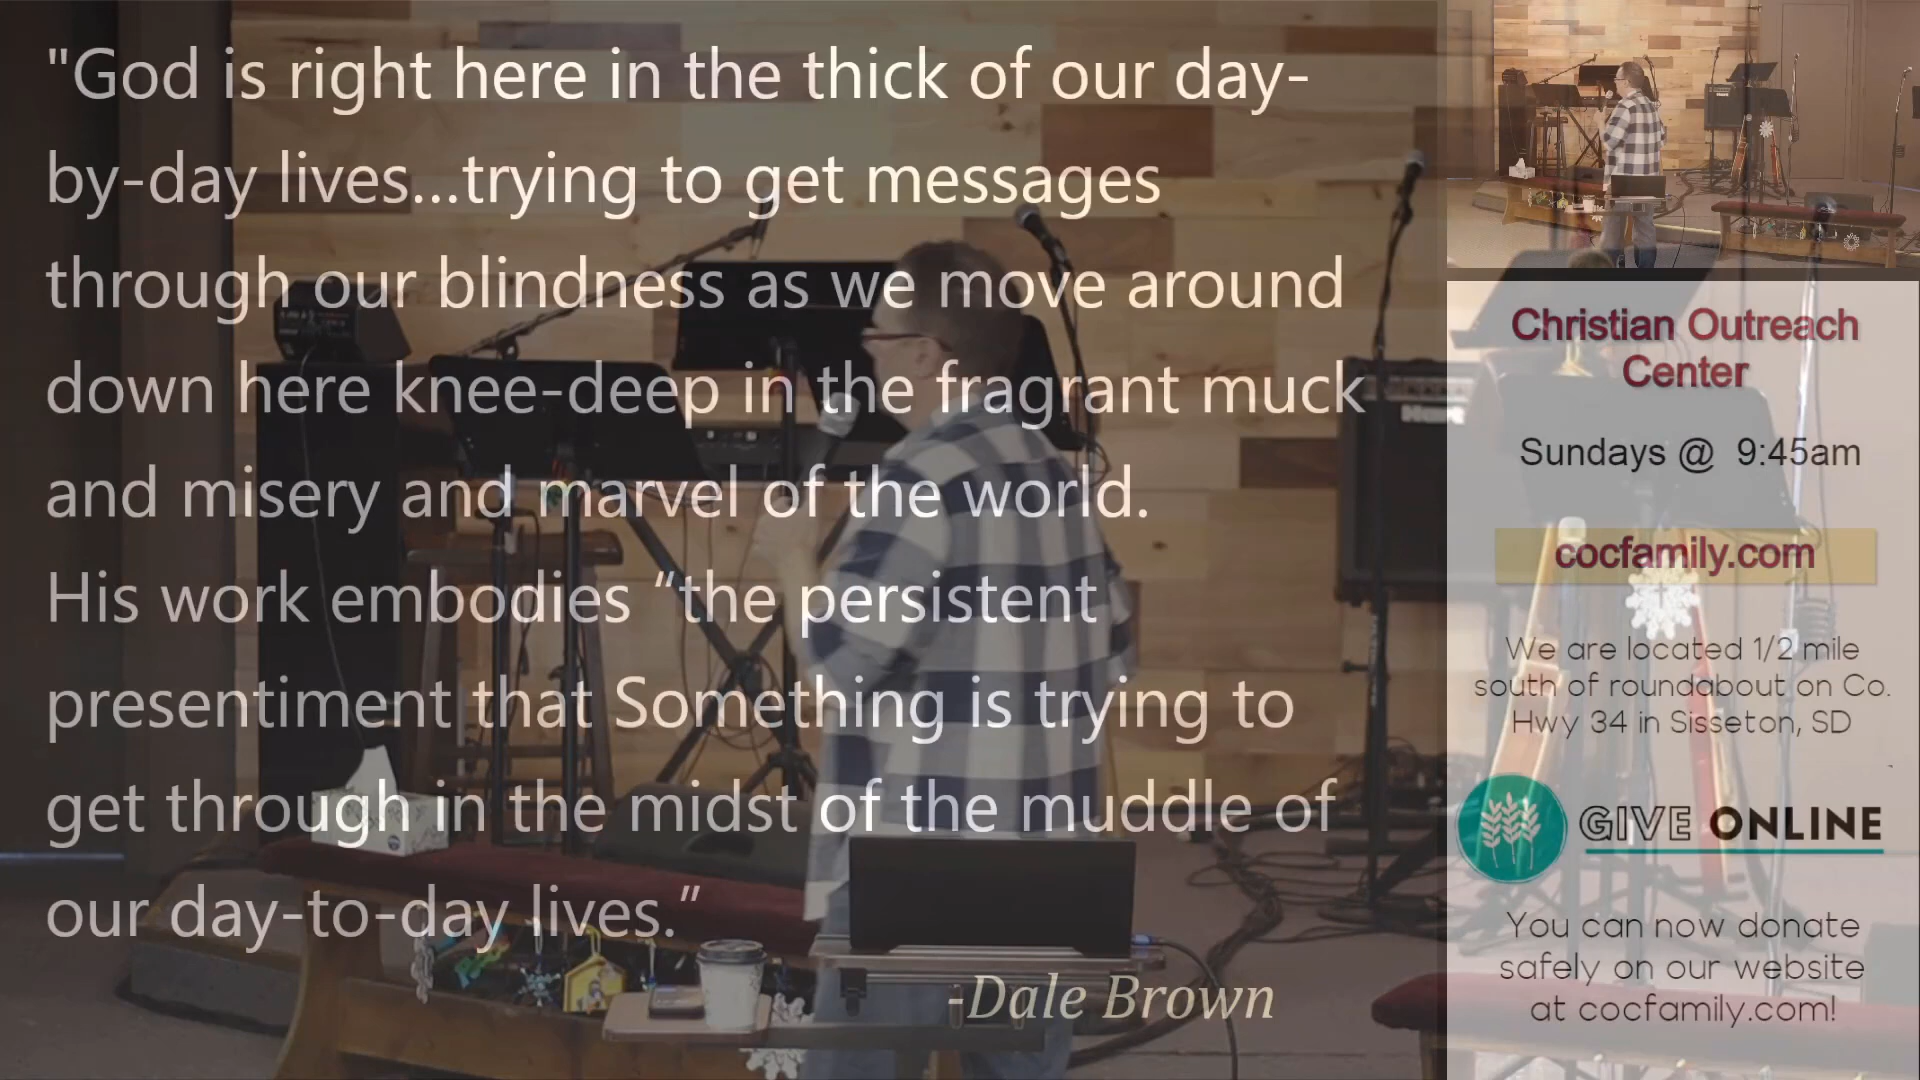 "God is right here in the thick of our day-
by-day lives...trying to get messages
through our blindness as we move around
down here knee-deep in the fragrant muck
and misery and marvel of the world.
His work embodies “the persistent
presentiment that Something is trying to
get through in the midst of the muddle of
our day-to-day lives.”
-Dale Brown
Christian Outreach
Center
Sundays @ 9:45am
cocfamily.com
We are located 1/2 mile
south of roundabout on Co.
Hwy 34 in Sisseton, SD
GIVE ONLINE
You can now donate
safely on our website
at cocfamily.com!